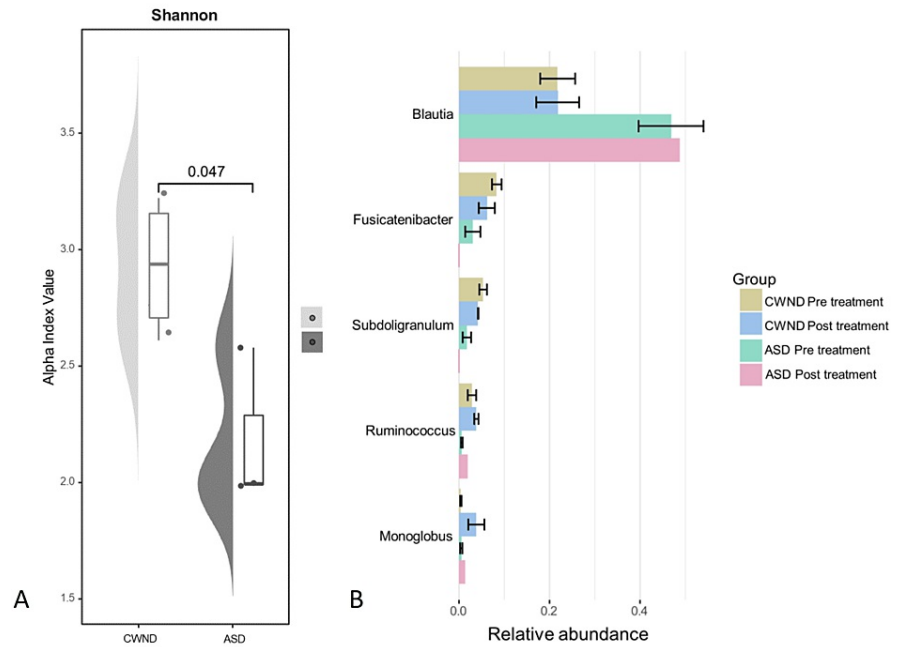 Shannon
Alpha Index Value
3.5
3.0
2.5
2.0
1.5
0.047
CWND
ASD
A
Blautia
Fusicatenibacter
Subdoligranulum
Ruminococcus
Monoglobus
0.0
0.2
0.4
Relative abundance
B
Group
CWND Pre treatment
CWND Post treatment
ASD Pre treatment
ASD Post treatment